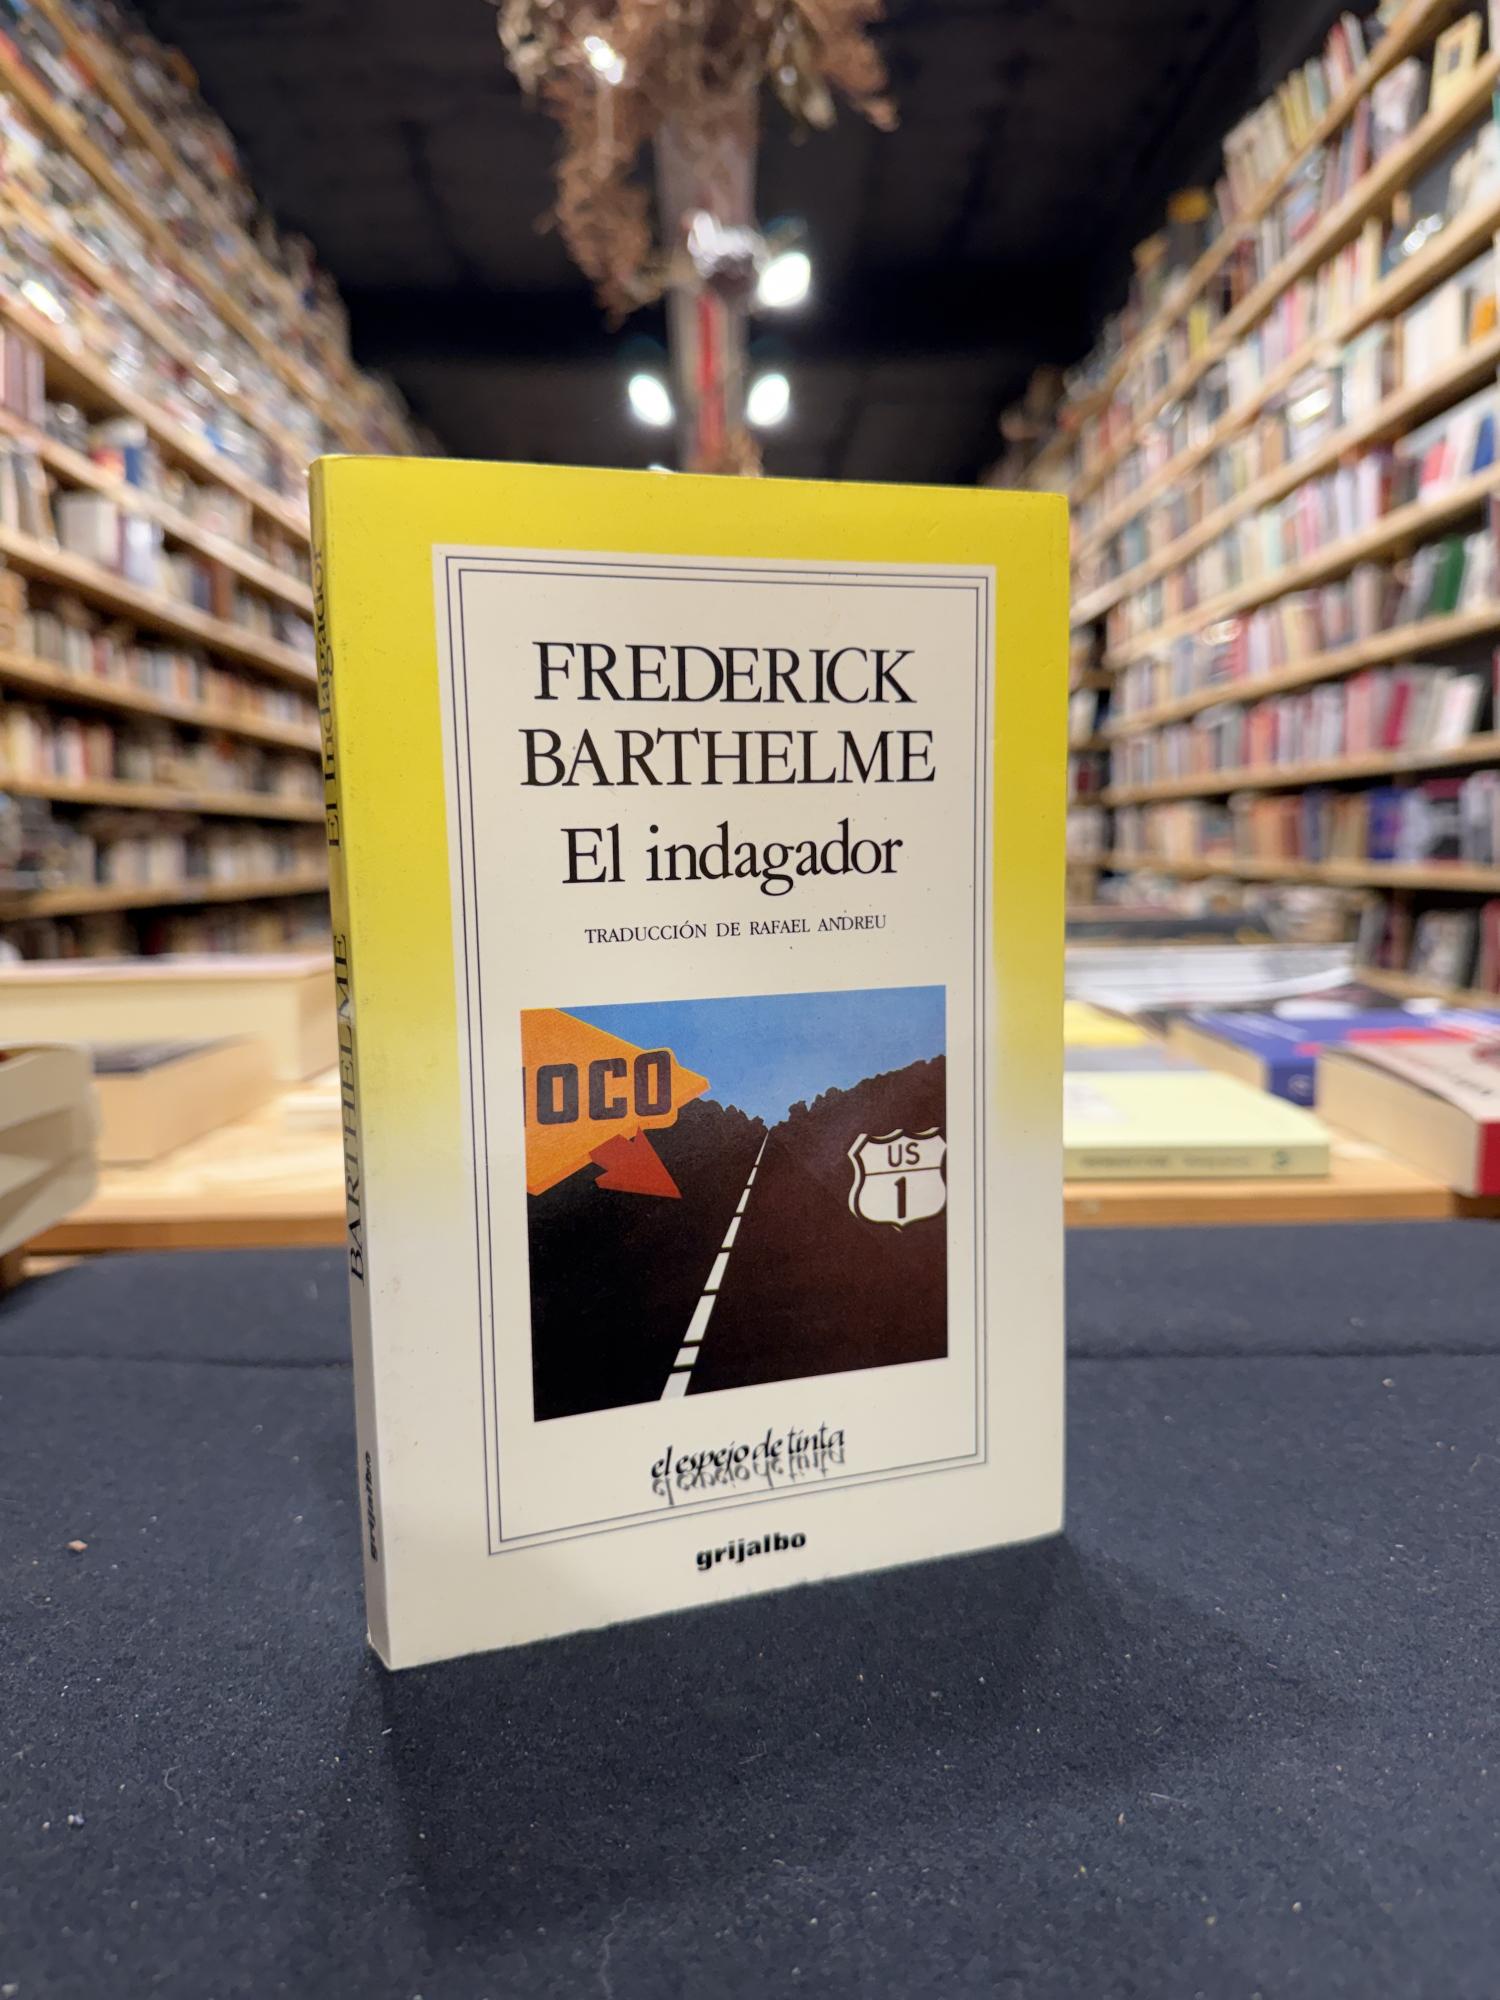 FREDERICK
BARTHELME
El indagador
TRADUCCIÓN DE RAFAEL ANDREU
OCO
US
1
el espejo de tinta
grijalbo
BARTHELME El indagador
grijalbo